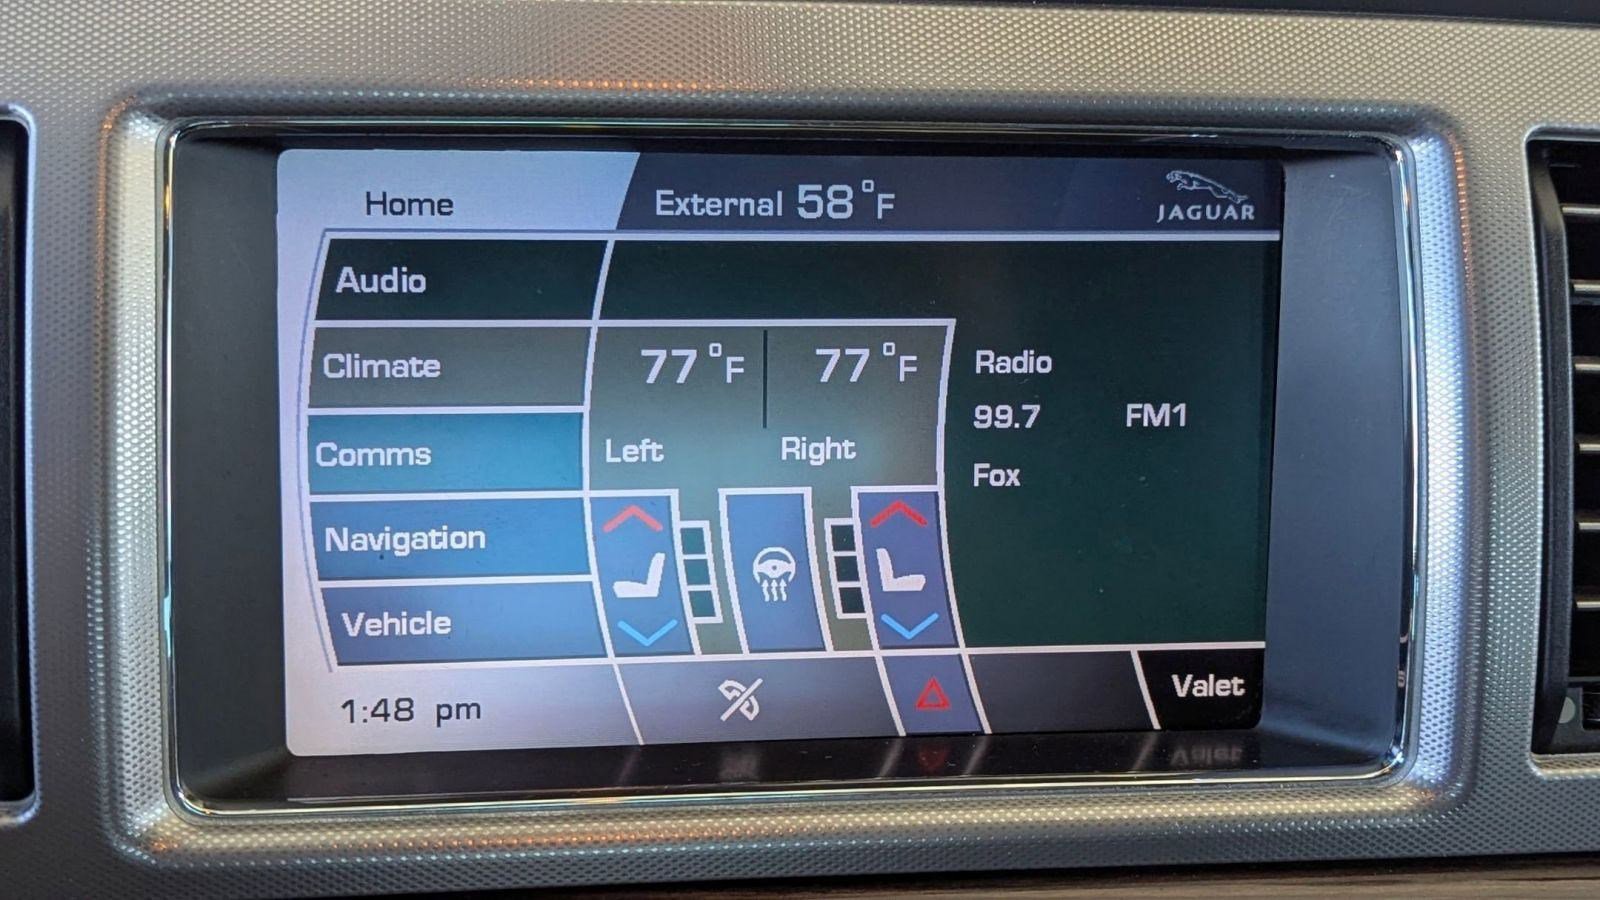 Home
External 58°F
JAGUAR
Audio
Climate
77°F
77°F
Radio
99.7
FM1
Comms
Left
Right
Fox
Navigation
Vehicle
1:48 pm
Valet